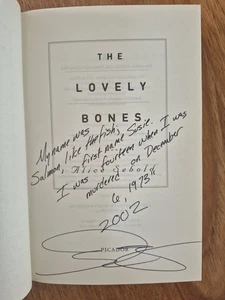 THE
LOVELY
BONES
My name was
Salmon, like the fish;
first name Susie.
I was fourteen when I was
murdered on December
6, 1973."
Alice Sebold
2002
PICADOR